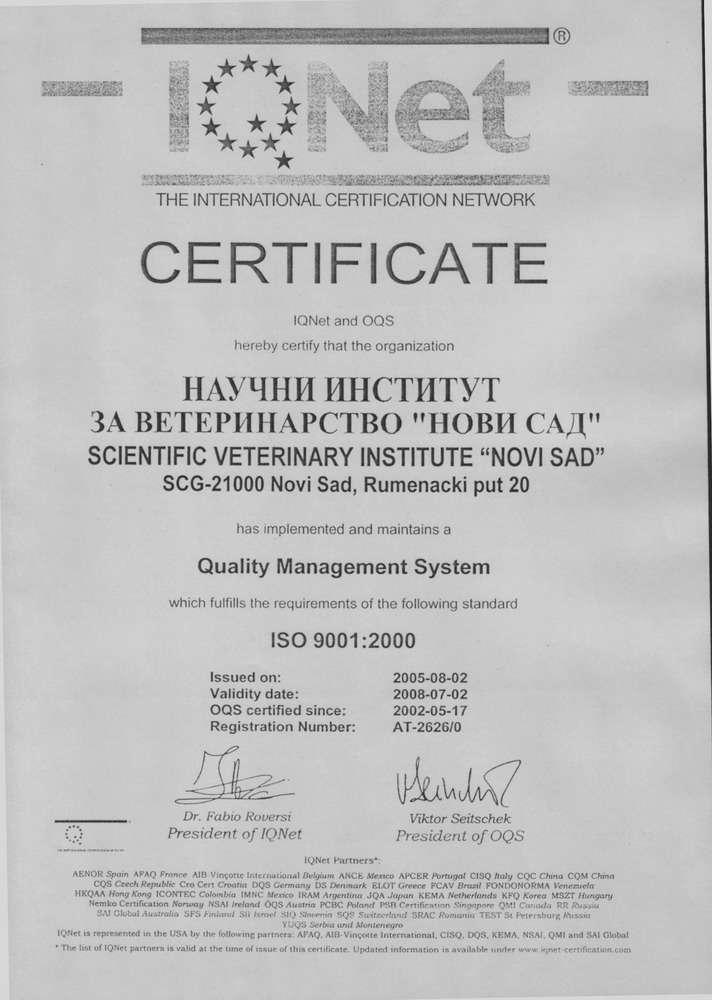 ®
IQNet
THE INTERNATIONAL CERTIFICATION NETWORK
CERTIFICATE
IQNet and OQS
hereby certify that the organization
НАУЧНИ ИНСТИТУТ
ЗА ВЕТЕРИНАРСТВО "НОВИ САД"
SCIENTIFIC VETERINARY INSTITUTE “NOVI SAD”
SCG-21000 Novi Sad, Rumenacki put 20
has implemented and maintains a
Quality Management System
which fulfills the requirements of the following standard
ISO 9001:2000
Issued on: 2005-08-02
Validity date: 2008-07-02
OQS certified since: 2002-05-17
Registration Number: AT-2626/0
Dr. Fabio Roversi
President of IQNet
Viktor Seitschek
President of OQS
IQNet Partners*:
AENOR Spain AFAQ France AIB Vinçotte International Belgium ANCE Mexico APCER Portugal CISQ Italy CQC China CQM China
CQS Czech Republic Cro Cert Croatia DQS Germany DS Denmark ELOT Greece FCAV Brazil FONDONORMA Venezuela
HKQAA Hong Kong ICONTEC Colombia IMNC Mexico IRAM Argentina JQA Japan KEMA Netherlands KFQ Korea MSZT Hungary
Nemko Certification Norway NSAI Ireland ÖQS Austria PCBC Poland PSB Certification Singapore QMI Canada RR Russia
SAI Global Australia SFS Finland SII Israel SIQ Slovenia SQS Switzerland SRAC Romania TEST St Petersburg Russia
YUQS Serbia and Montenegro
IQNet is represented in the USA by the following partners: AFAQ, AIB-Vinçotte International, CISQ, DQS, KEMA, NSAI, QMI and SAI Global
* The list of IQNet partners is valid at the time of issue of this certificate. Updated information is available under www.iqnet-certification.com